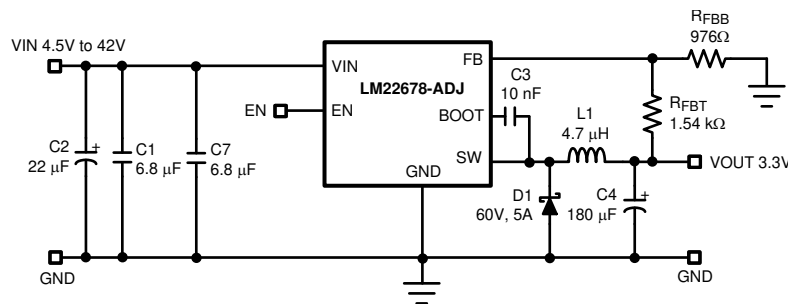 VIN 4.5V to 42V
C2
22 µF
+
C1
6.8 µF
C7
6.8 µF
GND
EN
VIN
EN
LM22678-ADJ
FB
BOOT
SW
GND
C3
10 nF
L1
4.7 µH
D1
60V, 5A
C4
180 µF
+
RFBB
976Ω
RFBT
1.54 kΩ
VOUT 3.3V
GND